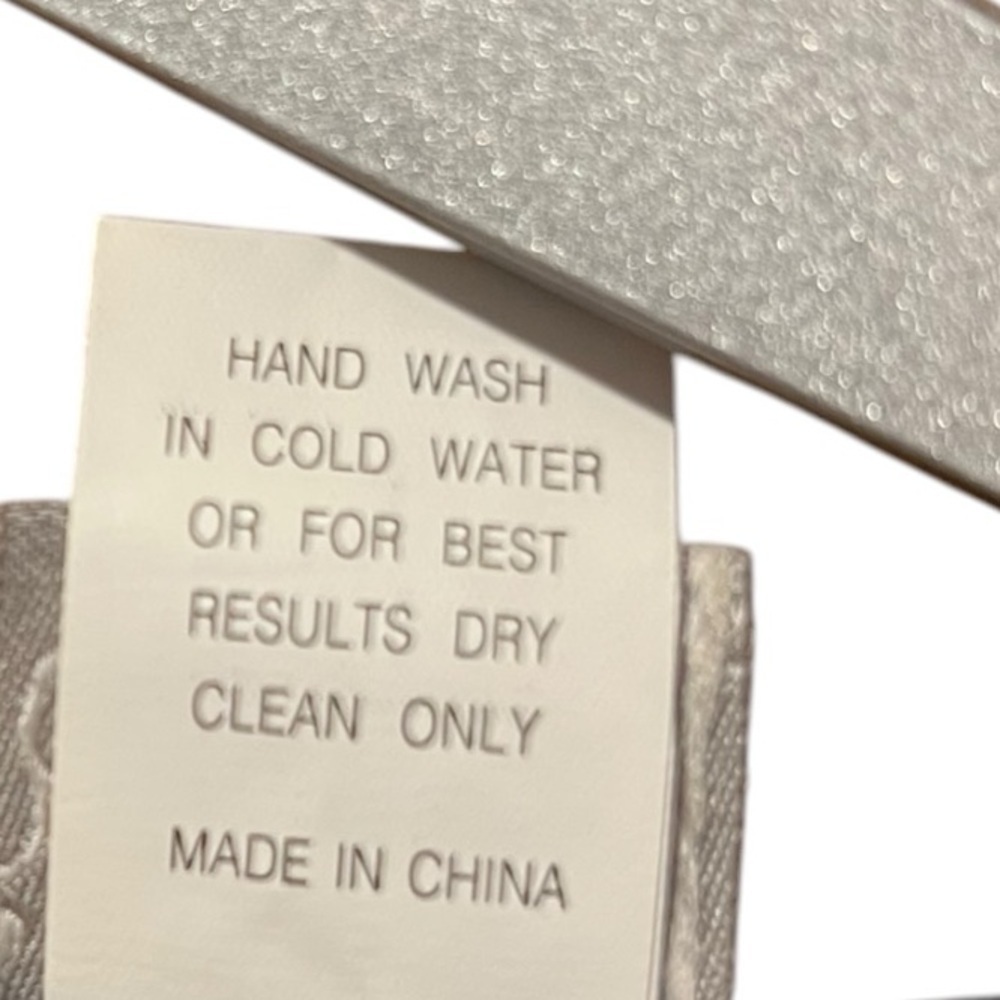 HAND WASH
IN COLD WATER
OR FOR BEST
RESULTS DRY
CLEAN ONLY
MADE IN CHINA